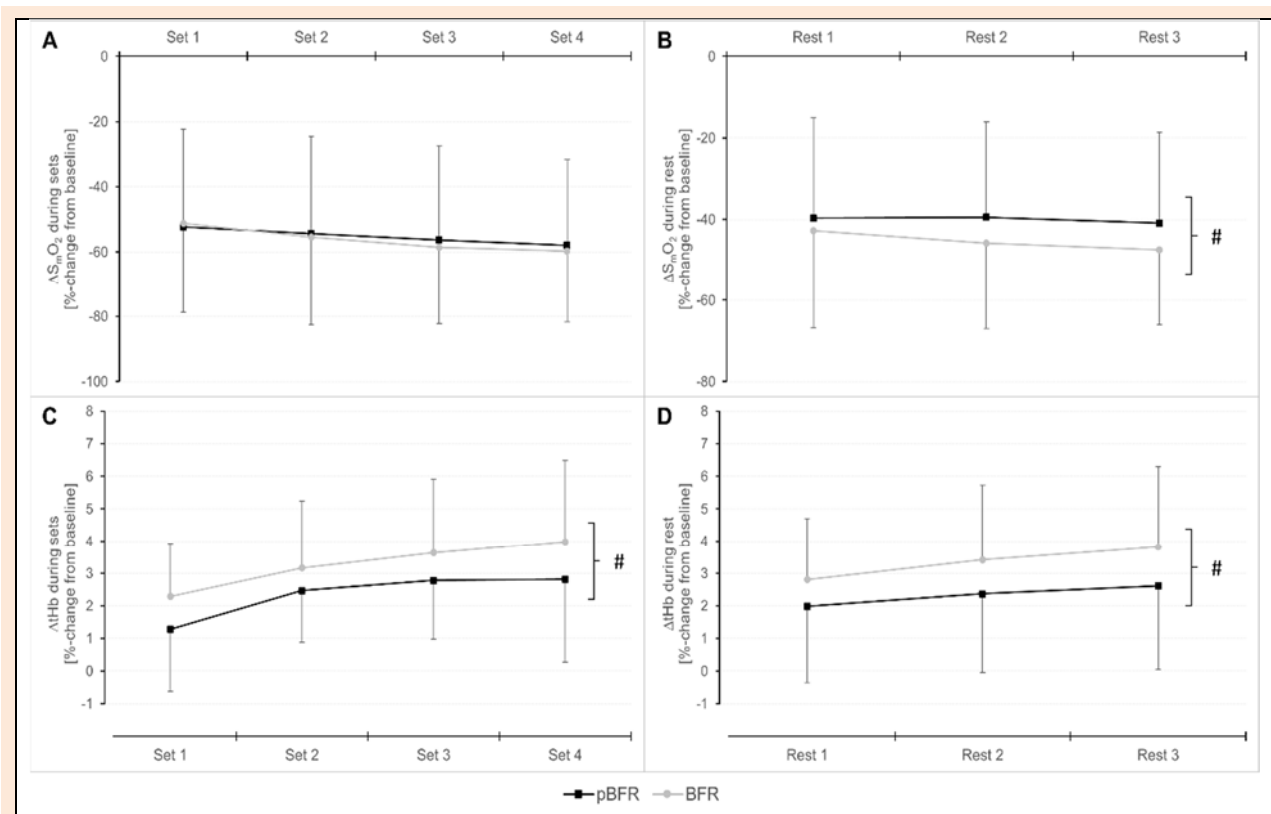 A
Set 1 Set 2 Set 3 Set 4
0
-20
-40
-60
-80
-100
ΔSmO2 during sets
[%-change from baseline]
B
Rest 1 Rest 2 Rest 3
0
-20
-40
-60
-80
ΔSmO2 during rest
[%-change from baseline]
#
C
8
7
6
5
4
3
2
1
0
-1
ΔtHb during sets
[%-change from baseline]
#
Set 1 Set 2 Set 3 Set 4
D
8
7
6
5
4
3
2
1
0
-1
ΔtHb during rest
[%-change from baseline]
#
Rest 1 Rest 2 Rest 3
pBFR BFR